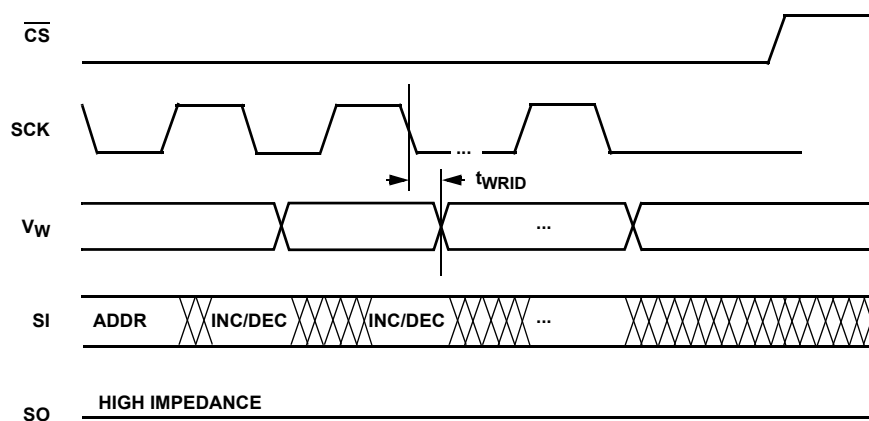 CS
SCK
...
tWRID
VW
...
SI ADDR INC/DEC INC/DEC ...
SO HIGH IMPEDANCE